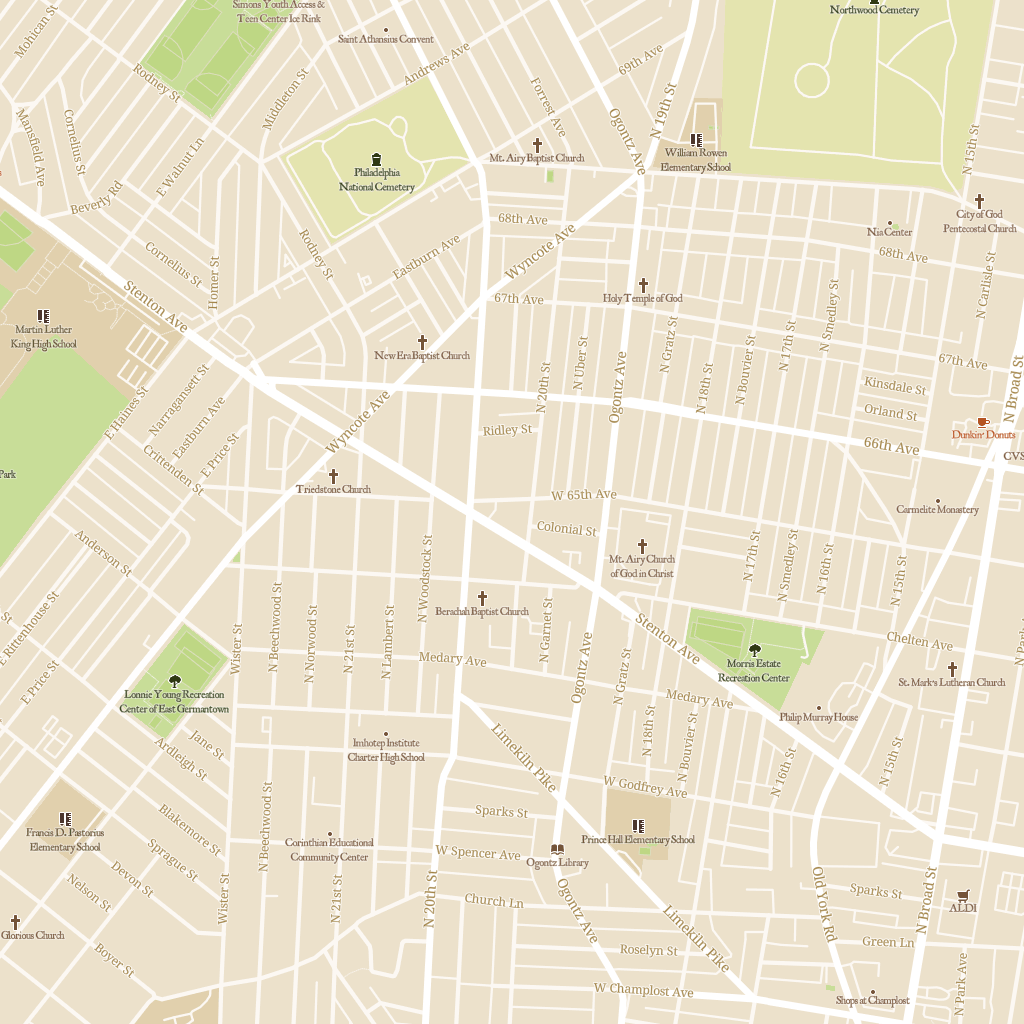 Simons Youth Access &
Teen Center Ice Rink
Northwood Cemetery
Mohican St
Saint Athansius Convent
Andrews Ave
69th Ave
Rodney St
Middleton St
Forrest Ave
Ogontz Ave
N 19th St
Mansfield Ave
Cornelius St
E Walnut Ln
Mt. Airy Baptist Church
William Rowen
Elementary School
N 15th St
Philadelphia
National Cemetery
Beverly Rd
City of God
Pentecostal Church
Nia Center
68th Ave
68th Ave
Cornelius St
Homer St
Rodney St
Eastburn Ave
Wyncote Ave
N Carlisle St
Stenton Ave
67th Ave
Holy Temple of God
N Smedley St
Martin Luther
King High School
New Era Baptist Church
N Gratz St
N 17th St
N Uber St
N Bouvier St
67th Ave
N 20th St
Ogontz Ave
N 18th St
Kinsdale St
N Broad St
Narragansett St
Eastburn Ave
E Haines St
Wyncote Ave
Orland St
Ridley St
Dunkin' Donuts
E Price St
66th Ave
CVS
Crittenden St
Park
Triedstone Church
W 65th Ave
Carmelite Monastery
Colonial St
Anderson St
Mt. Airy Church
of God in Christ
N 17th St
N Smedley St
N 16th St
N 15th St
N Woodstock St
Berachah Baptist Church
E Rittenhouse St
N Beechwood St
N Norwood St
N 21st St
N Lambert St
Wister St
N Garnet St
Stenton Ave
Chelten Ave
N Park
Medary Ave
Ogontz Ave
N Gratz St
Morris Estate
Recreation Center
St. Mark's Lutheran Church
E Price St
Lonnie Young Recreation
Center of East Germantown
Medary Ave
Philip Murray House
N 18th St
N Bouvier St
Jane St
Ardleigh St
Imhotep Institute
Charter High School
Limekiln Pike
N 16th St
N 15th St
W Godfrey Ave
N Beechwood St
Blakemore St
Sparks St
Francis D. Pastorius
Elementary School
Corinthian Educational
Community Center
Prince Hall Elementary School
W Spencer Ave
Ogontz Library
Sprague St
Devon St
Nelson St
Wister St
N 21st St
N 20th St
Church Ln
Ogontz Ave
Old York Rd
Sparks St
N Broad St
ALDI
Glorious Church
Limekiln Pike
Green Ln
Boyer St
Roselyn St
N Park Ave
W Champlost Ave
Shops at Champlost